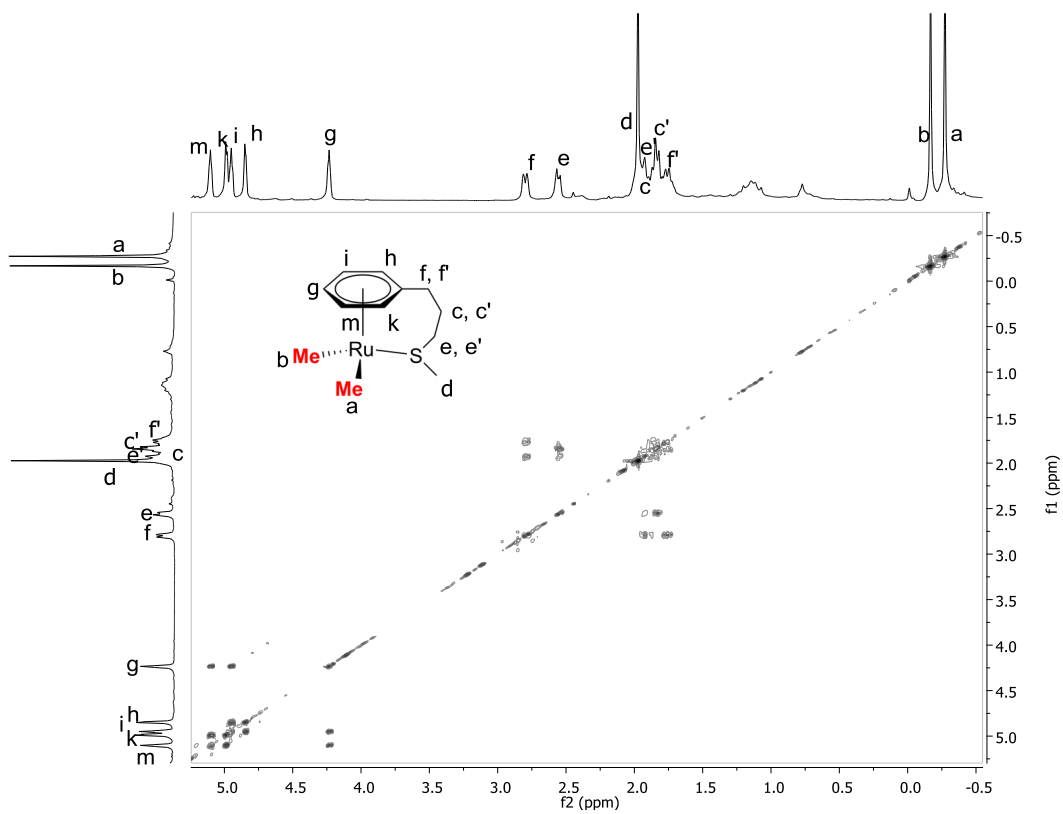 m k i h g f e d e' c c' f' b a
a
b
f'
c'
e' c
d
e
f
g
h
i
k
m
i h
g f, f'
m k c, c'
Ru S e, e'
b Me d
Me
a
-0.5
0.0
0.5
1.0
1.5
2.0
2.5
3.0
3.5
4.0
4.5
5.0
f1 (ppm)
5.0 4.5 4.0 3.5 3.0 2.5 2.0 1.5 1.0 0.5 0.0 -0.5
f2 (ppm)